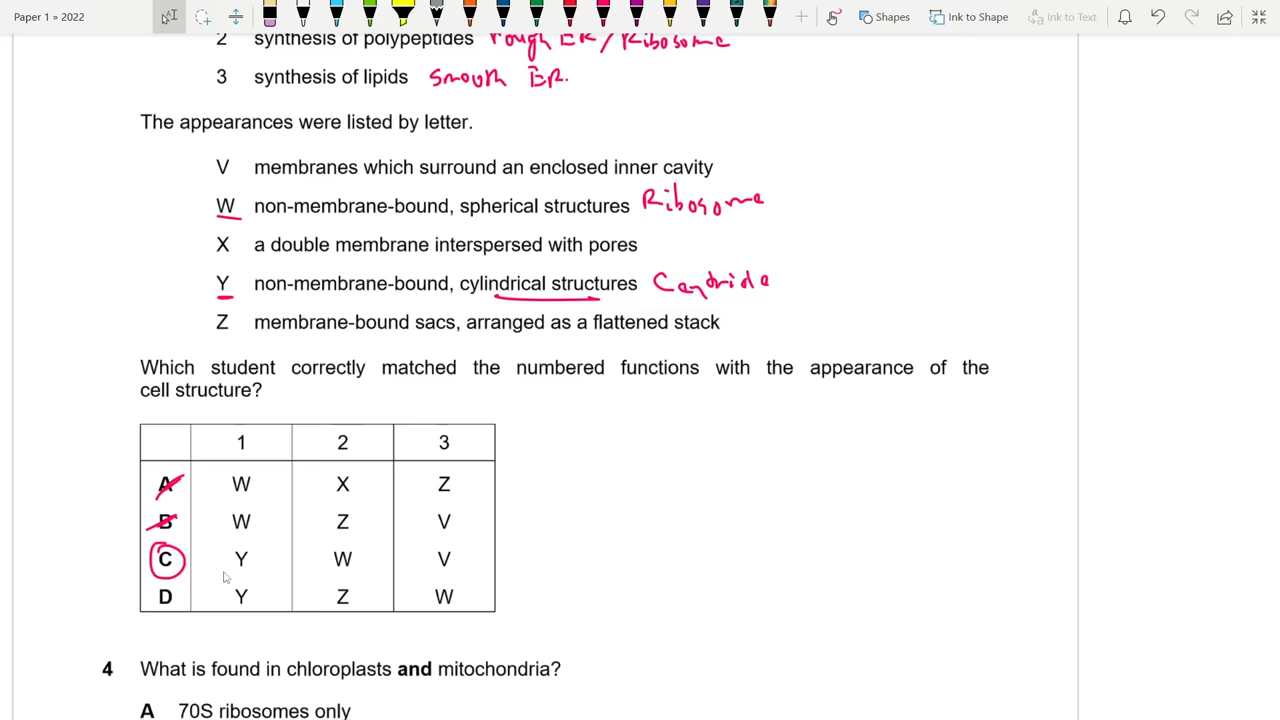 Paper 1 » 2022
Shapes
Ink to Shape
Ink to Text
2 synthesis of polypeptides rough ER / Ribosome
3 synthesis of lipids Smouth ER.
The appearances were listed by letter.
V membranes which surround an enclosed inner cavity
W non-membrane-bound, spherical structures Ribosome
X a double membrane interspersed with pores
Y non-membrane-bound, cylindrical structures
Z membrane-bound sacs, arranged as a flattened stack
Which student correctly matched the numbered functions with the appearance of the
cell structure?
1 2 3
A W X Z
B W Z V
C Y W V
D Y Z W
4 What is found in chloroplasts and mitochondria?
A 70S ribosomes only